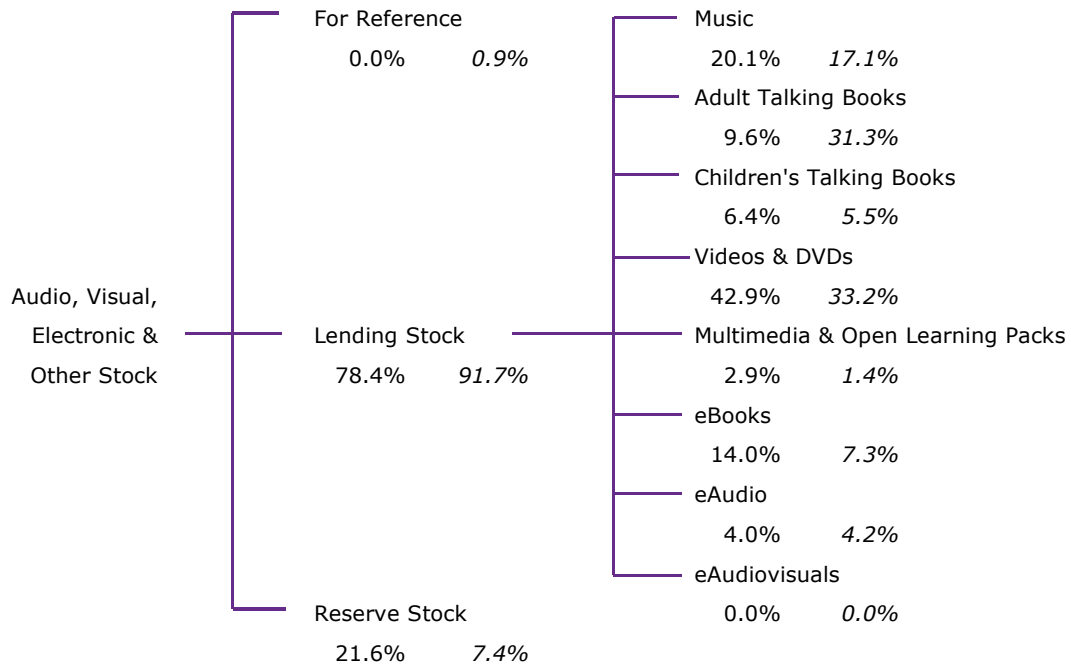 Audio, Visual,
Electronic &
Other Stock
For Reference
0.0% 0.9%
Lending Stock
78.4% 91.7%
Reserve Stock
21.6% 7.4%
Music
20.1% 17.1%
Adult Talking Books
9.6% 31.3%
Children's Talking Books
6.4% 5.5%
Videos & DVDs
42.9% 33.2%
Multimedia & Open Learning Packs
2.9% 1.4%
eBooks
14.0% 7.3%
eAudio
4.0% 4.2%
eAudiovisuals
0.0% 0.0%